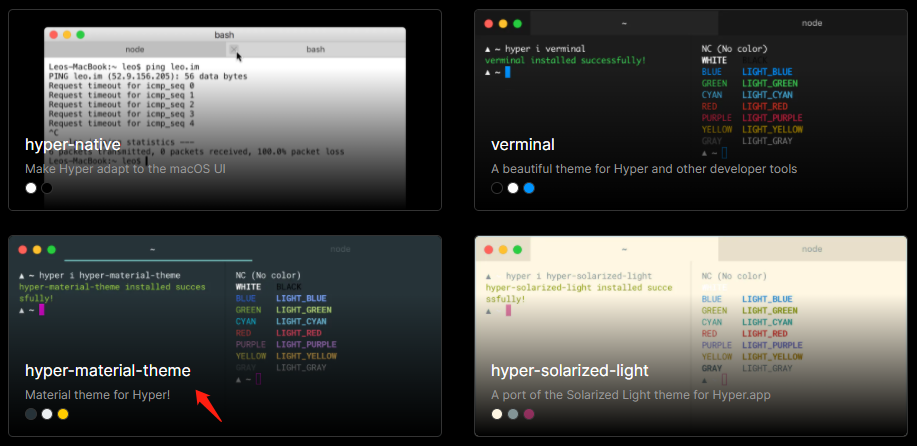 bash
node
bash
Leos-MacBook:~ leo$ ping leo.im
PING leo.im (52.9.156.205): 56 data bytes
Request timeout for icmp_seq 0
Request timeout for icmp_seq 1
Request timeout for icmp_seq 2
Request timeout for icmp_seq 3
Request timeout for icmp_seq 4
^C
statistics ---
packets transmitted, 0 packets received, 100.0% packet loss
Leos-MacBook:~ leo$
hyper-native
Make Hyper adapt to the macOS UI
~
node
▲ ~ hyper i verminal
verminal installed successfully!
▲ ~
NC (No color)
WHITE BLACK
BLUE LIGHT_BLUE
GREEN LIGHT_GREEN
CYAN LIGHT_CYAN
RED LIGHT_RED
PURPLE LIGHT_PURPLE
YELLOW LIGHT_YELLOW
GRAY LIGHT_GRAY
▲ ~
verminal
A beautiful theme for Hyper and other developer tools
~
node
▲ ~ hyper i hyper-material-theme
hyper-material-theme installed succes
sfully!
▲ ~
NC (No color)
WHITE BLACK
BLUE LIGHT_BLUE
GREEN LIGHT_GREEN
CYAN LIGHT_CYAN
RED LIGHT_RED
PURPLE LIGHT_PURPLE
YELLOW LIGHT_YELLOW
GRAY LIGHT_GRAY
▲ ~
hyper-material-theme
Material theme for Hyper!
~
node
▲ hyper i hyper-solarized-light
hyper-solarized-light installed succe
ssfully!
▲
NC (No color)
WHITE
BLUE LIGHT_BLUE
GREEN LIGHT_GREEN
CYAN LIGHT_CYAN
RED LIGHT_RED
PURPLE LIGHT_PURPLE
YELLOW LIGHT_YELLOW
GRAY LIGHT_GRAY
▲
hyper-solarized-light
A port of the Solarized Light theme for Hyper.app